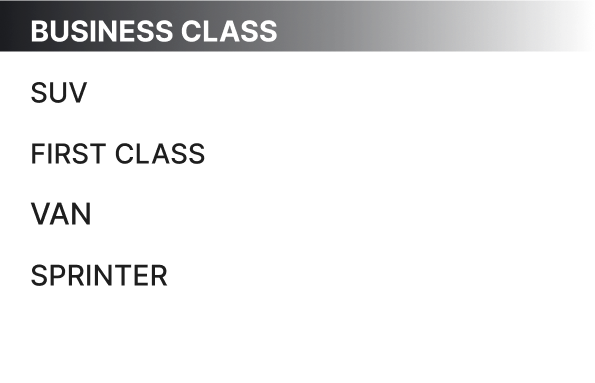 BUSINESS CLASS
SUV
FIRST CLASS
VAN
SPRINTER